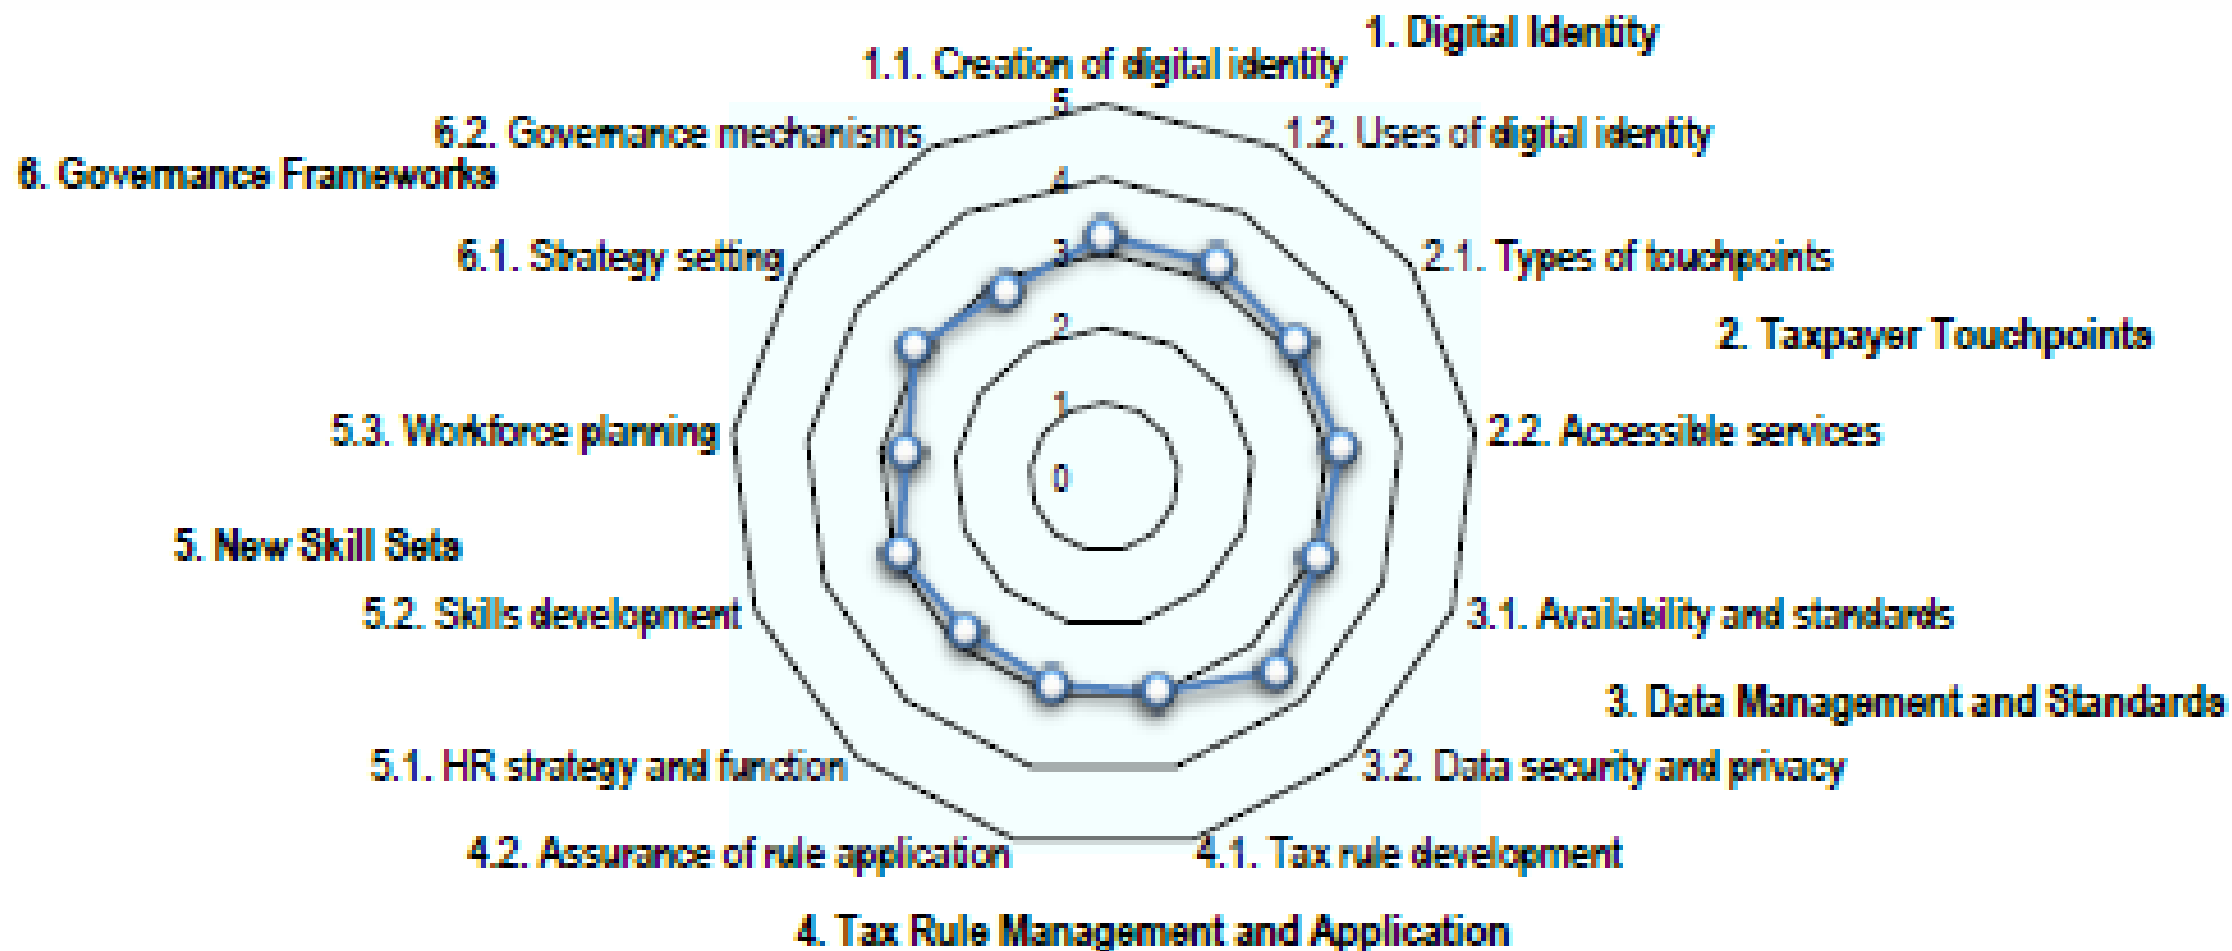 1. Digital Identity
1.1. Creation of digital identity
5
6.2. Governance mechanisms
1.2. Uses of digital identity
6. Governance Frameworks
4
6.1. Strategy setting
3
2.1. Types of touchpoints
2
2. Taxpayer Touchpoints
1
5.3. Workforce planning
2.2. Accessible services
0
5. New Skill Sets
5.2. Skills development
3.1. Availability and standards
3. Data Management and Standards
5.1. HR strategy and function
3.2. Data security and privacy
4.2. Assurance of rule application
4.1. Tax rule development
4. Tax Rule Management and Application